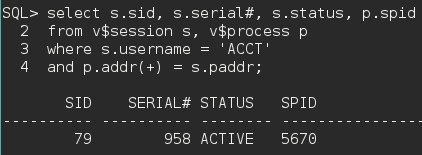 SQL> select s.sid, s.serial#, s.status, p.spid
2 from v$session s, v$process p
3 where s.username = 'ACCT'
4 and p.addr(+) = s.paddr;
SID SERIAL# STATUS SPID
---------- ---------- -------- ---------------
79 958 ACTIVE 5670